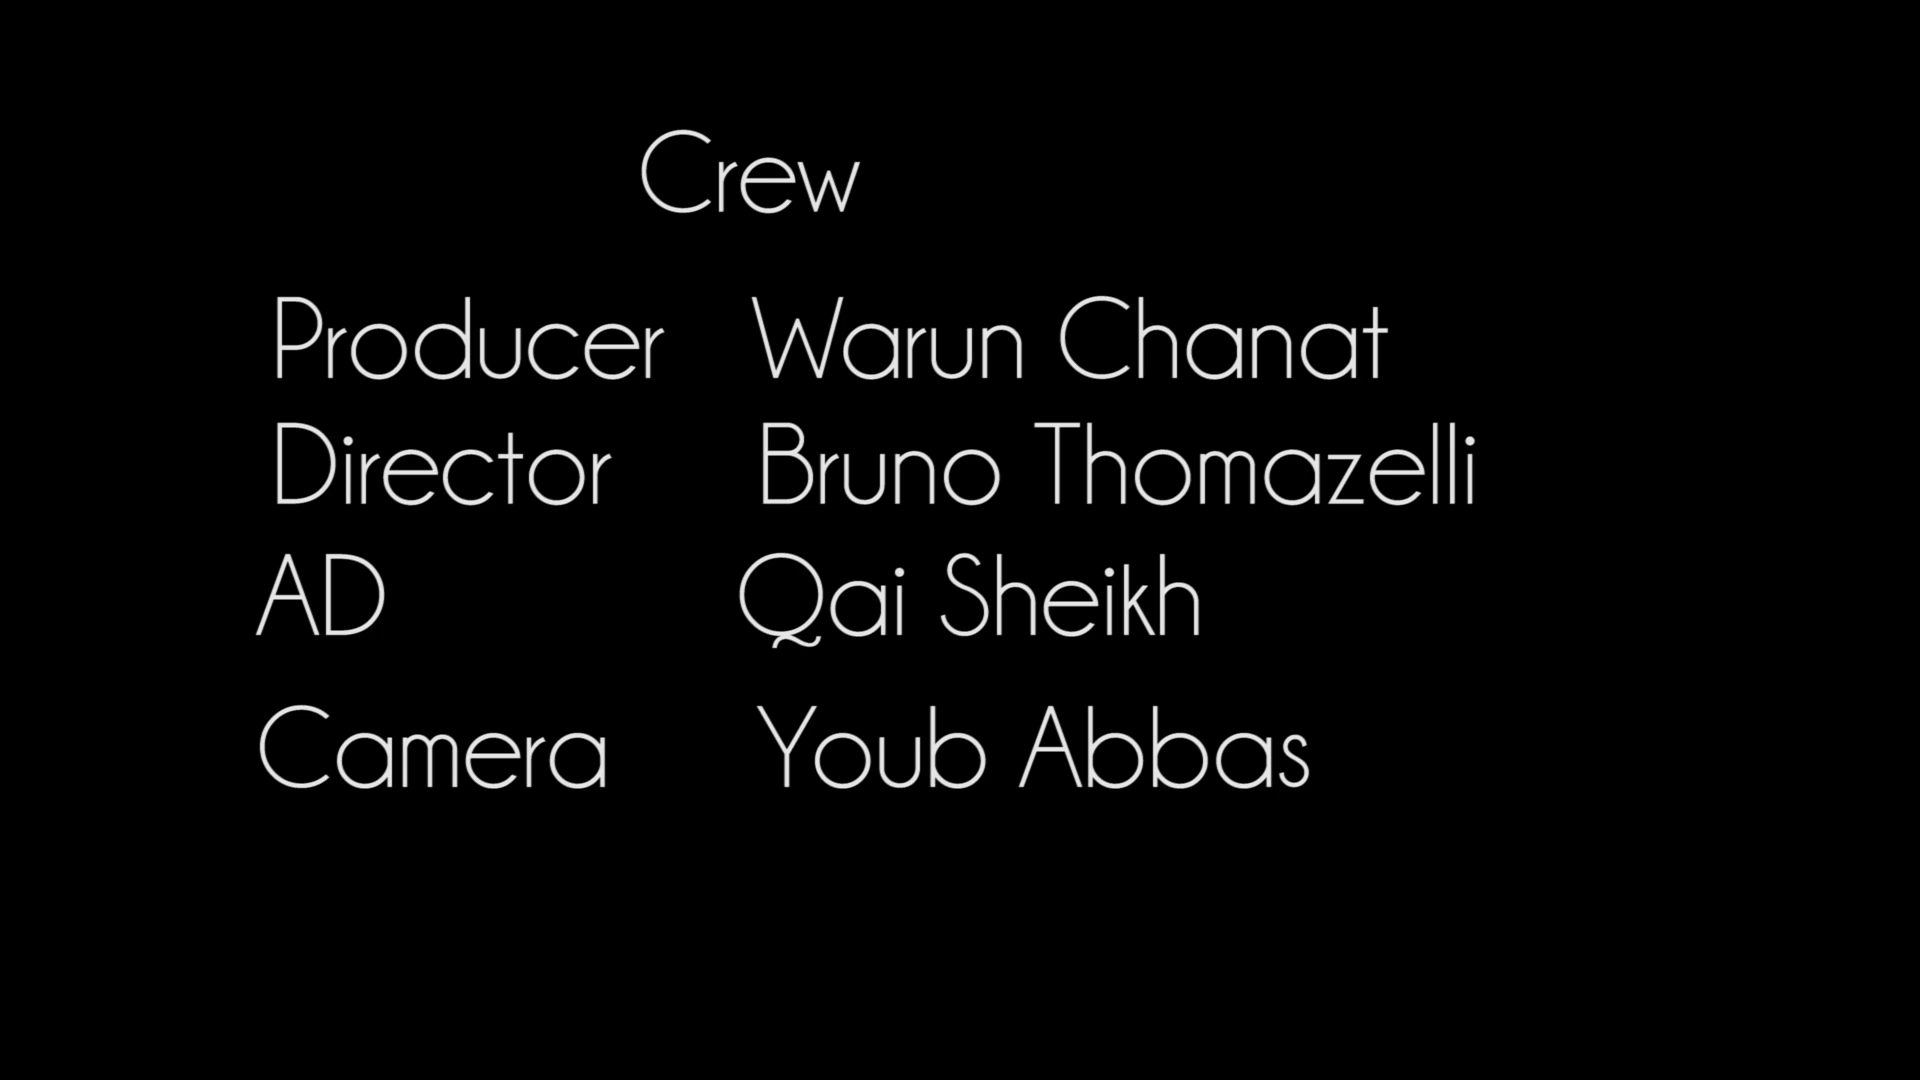 Crew
Producer Warun Chanat
Director Bruno Thomazelli
AD Qai Sheikh
Camera Youb Abbas